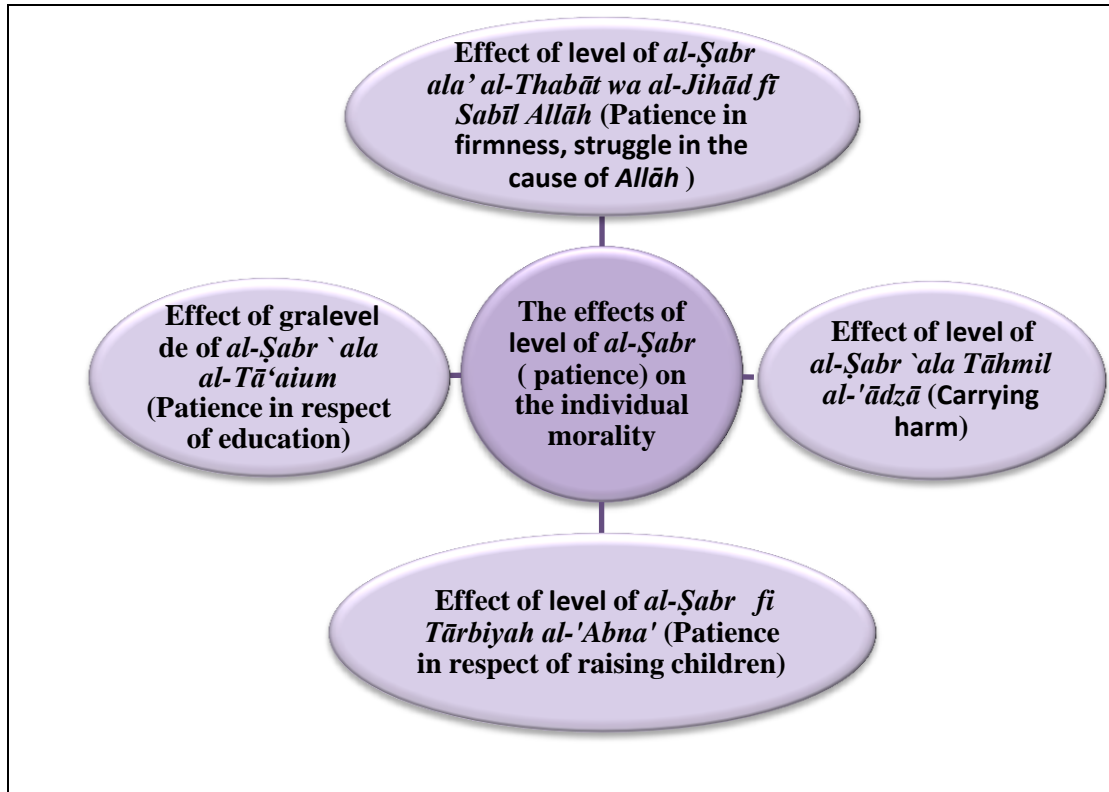 Effect of level of al-Ṣabr
ala’ al-Thabāt wa al-Jihād fī
Sabīl Allāh (Patience in
firmness, struggle in the
cause of Allāh )
Effect of gralevel
de of al-Ṣabr ` ala
al-Tā‘aium
(Patience in respect
of education)
The effects of
level of al-Ṣabr
( patience) on
the individual
morality
Effect of level of
al-Ṣabr `ala Tāhmil
al-'ādzā (Carrying
harm)
Effect of level of al-Ṣabr fi
Tārbiyah al-'Abna' (Patience
in respect of raising children)